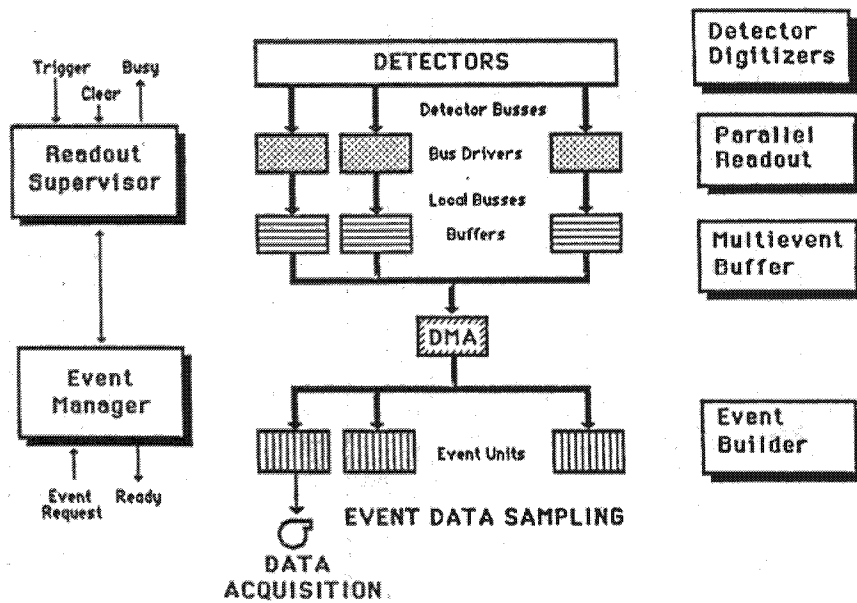 Trigger
Busy
Clear
Readout
Supervisor
Event
Manager
Event
Request
Ready
DETECTORS
Detector Busses
Bus Drivers
Local Busses
Buffers
DMA
Event Units
EVENT DATA SAMPLING
DATA
ACQUISITION
Detector
Digitizers
Parallel
Readout
Multievent
Buffer
Event
Builder